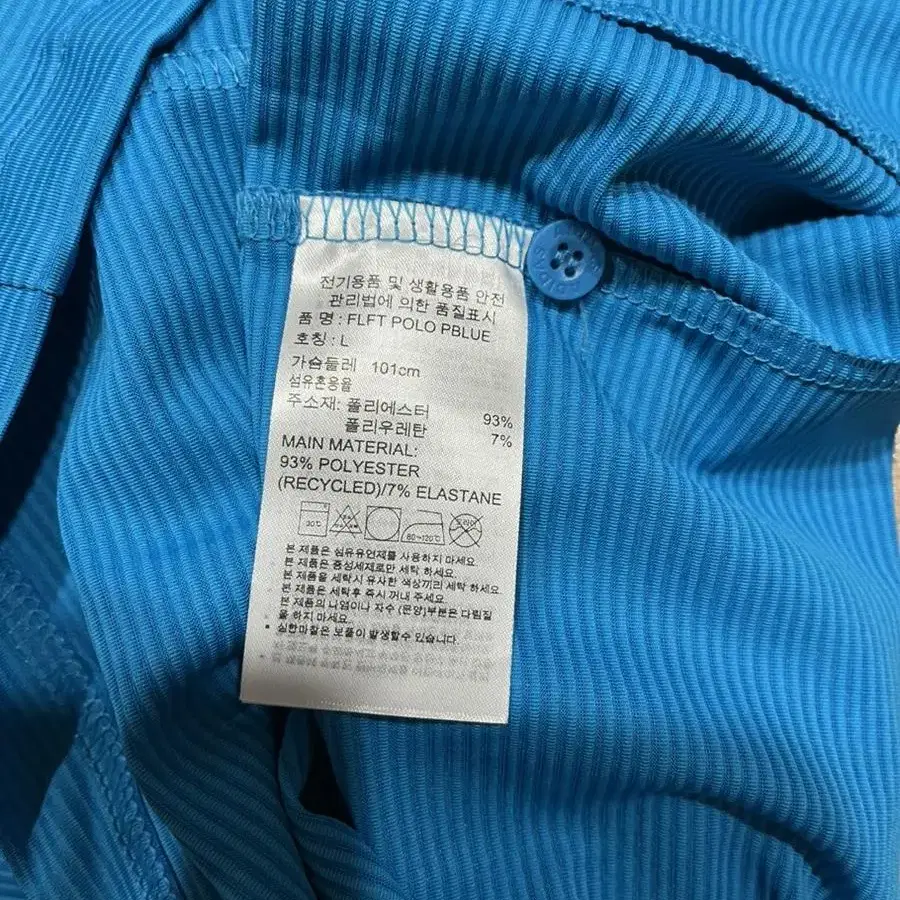 전기용품 및 생활용품 안전
관리법에 의한 품질표시
품 명 : FLFT POLO PBLUE
호칭 : L
가슴둘레 101cm
섬유혼용율
주소재: 폴리에스터 93%
폴리우레탄 7%
MAIN MATERIAL:
93% POLYESTER
(RECYCLED)/7% ELASTANE
30℃ 80~120℃ 드라이
본 제품은 섬유유연제를 사용하지 마세요.
본 제품은 중성세제로만 세탁 하세요.
본 제품을 세탁시 유사한 색상끼리 세탁 하세요.
본 제품은 세탁후 즉시 꺼내 주세요.
본 제품의 나염이나 자수 (문양)부분은 다림질
을 하지 마세요.
• 심한마찰은 보풀이 발생할수 있습니다.